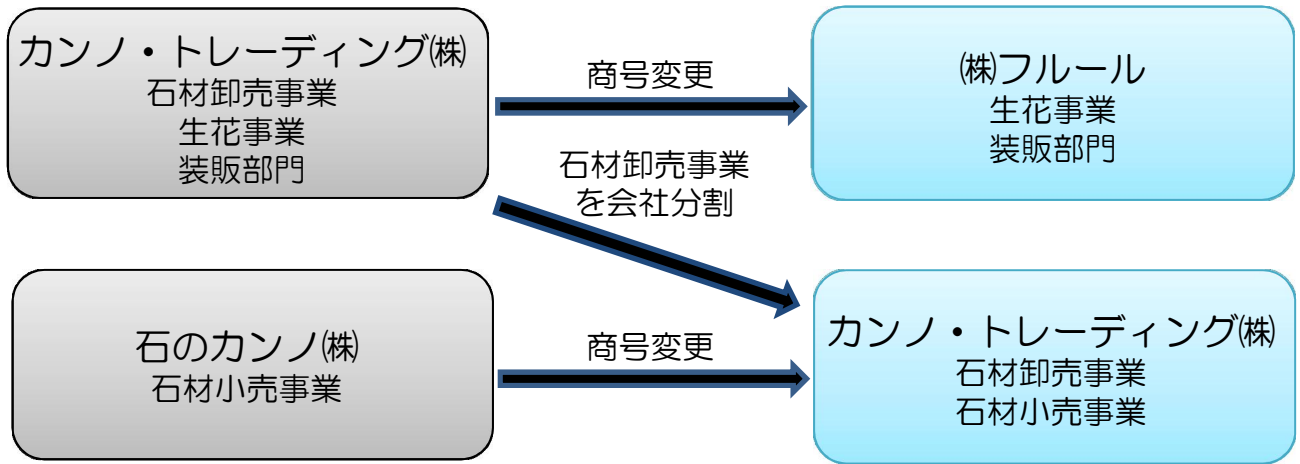 カンノ・トレーディング㈱
石材卸売事業
生花事業
装販部門
商号変更
㈱フルール
生花事業
装販部門
石材卸売事業
を会社分割
石のカンノ㈱
石材小売事業
商号変更
カンノ・トレーディング㈱
石材卸売事業
石材小売事業